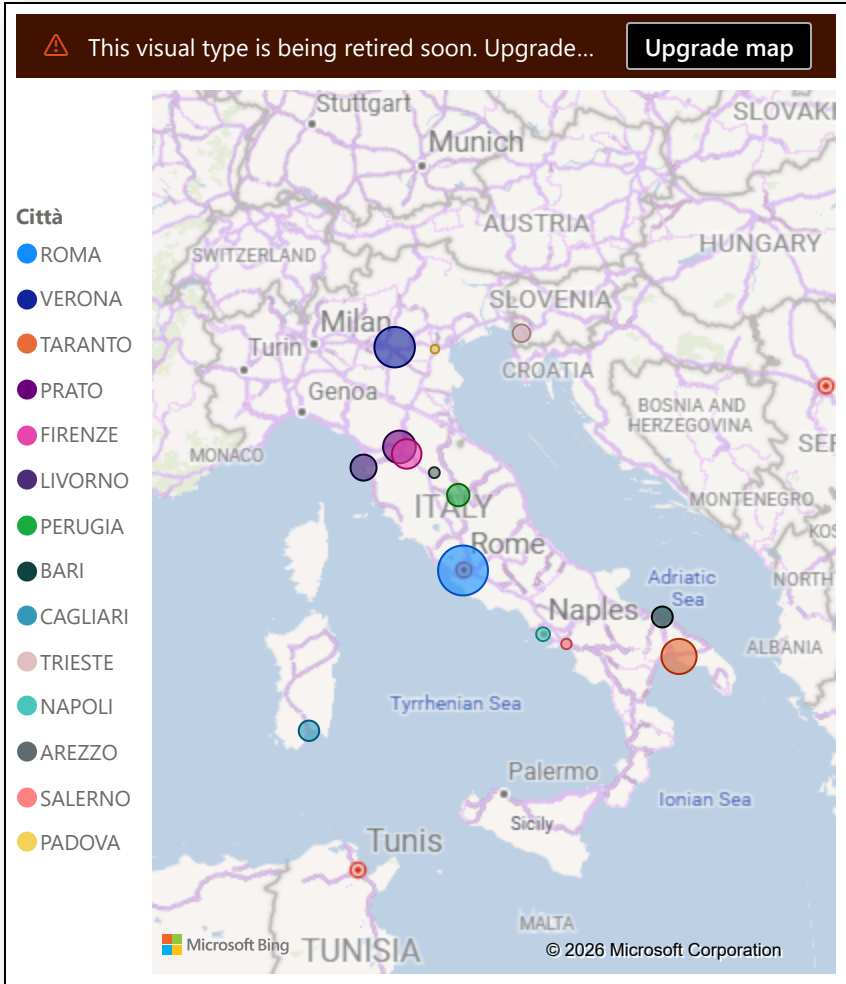 This visual type is being retired soon. Upgrade...
Upgrade map
Città
ROMA
VERONA
TARANTO
PRATO
FIRENZE
LIVORNO
PERUGIA
BARI
CAGLIARI
TRIESTE
NAPOLI
AREZZO
SALERNO
PADOVA
Stuttgart
SLOVAKI
Munich
AUSTRIA
HUNGARY
SWITZERLAND
SLOVENIA
Milan
Turin
CROATIA
Genoa
BOSNIA AND
HERZEGOVINA
SER
MONACO
MONTENEGRO
ITALY
KOS
Rome
Adriatic
Sea
NORTH
Naples
ALBANIA
Tyrrhenian Sea
Palermo
Ionian Sea
Sicily
Tunis
MALTA
Microsoft Bing
TUNISIA
© 2026 Microsoft Corporation